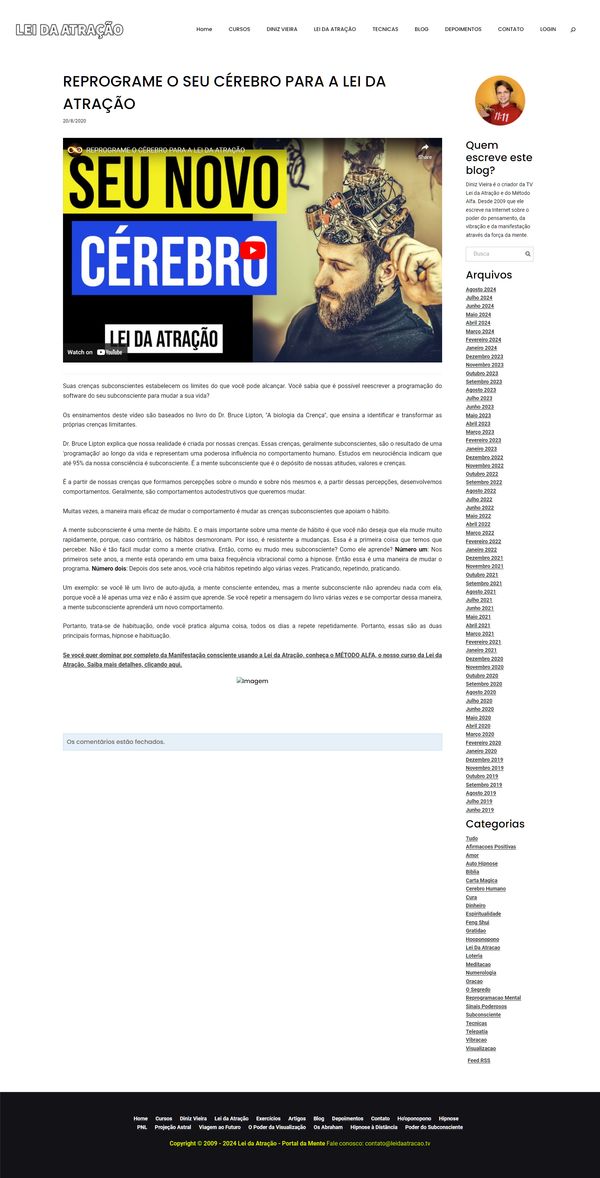 LEI DA ATRAÇÃO
Home CURSOS DINIZ VIEIRA LEI DA ATRAÇÃO TECNICAS BLOG DEPOIMENTOS CONTATO LOGIN
REPROGRAME O SEU CÉREBRO PARA A LEI DA
ATRAÇÃO
20/8/2020
REPROGRAME O CÉREBRO PARA A LEI DA ATRAÇÃO
Share
SEU NOVO
CÉREBRO
LEI DA ATRAÇÃO
Watch on YouTube
Suas crenças subconscientes estabelecem os limites do que você pode alcançar. Você sabia que é possível reescrever a programação do
software do seu subconsciente para mudar a sua vida?
Os ensinamentos deste vídeo são baseados no livro do Dr. Bruce Lipton, "A biologia da Crença", que ensina a identificar e transformar as
próprias crenças limitantes.
Dr. Bruce Lipton explica que nossa realidade é criada por nossas crenças. Essas crenças, geralmente subconscientes, são o resultado de uma
'programação' ao longo da vida e representam uma poderosa influência no comportamento humano. Estudos em neurociência indicam que
até 95% da nossa consciência é subconsciente. É a mente subconsciente que é o depósito de nossas atitudes, valores e crenças.
É a partir de nossas crenças que formamos percepções sobre o mundo e sobre nós mesmos e, a partir dessas percepções, desenvolvemos
comportamentos. Geralmente, são comportamentos autodestrutivos que queremos mudar.
Muitas vezes, a maneira mais eficaz de mudar o comportamento é mudar as crenças subconscientes que apoiam o hábito.
A mente subconsciente é uma mente de hábito. E o mais importante sobre uma mente de hábito é que você não deseja que ela mude muito
rapidamente, porque, caso contrário, os hábitos desmoronam. Por isso, é resistente a mudanças. Essa é a primeira coisa que temos que
perceber. Não é tão fácil mudar como a mente criativa. Então, como eu mudo meu subconsciente? Como ele aprende? Número um: Nos
primeiros sete anos, a mente está operando em uma baixa frequência vibracional como a hipnose. Então essa é uma maneira de mudar o
programa. Número dois: Depois dos sete anos, você cria hábitos repetindo algo várias vezes. Praticando, repetindo, praticando.
Um exemplo: se você lê um livro de auto-ajuda, a mente consciente entendeu, mas a mente subconsciente não aprendeu nada com ela,
porque você a lê apenas uma vez e não é assim que aprende. Se você repetir a mensagem do livro várias vezes e se comportar dessa maneira,
a mente subconsciente aprenderá um novo comportamento.
Portanto, trata-se de habituação, onde você pratica alguma coisa, todos os dias a repete repetidamente. Portanto, essas são as duas
principais formas, hipnose e habituação.
Se você quer dominar por completo da Manifestação consciente usando a Lei da Atração, conheça o MÉTODO ALFA, o nosso curso da Lei da
Atração. Saiba mais detalhes, clicando aqui.
Imagem
Os comentários estão fechados.
11:11
Quem
escreve este
blog?
Diniz Vieira é o criador da TV
Lei da Atração e do Método
Alfa. Desde 2009 que ele
escreve na Internet sobre o
poder do pensamento, da
vibração e da manifestação
através da força da mente.
Busca
Arquivos
Agosto 2024
Julho 2024
Junho 2024
Maio 2024
Abril 2024
Março 2024
Fevereiro 2024
Janeiro 2024
Dezembro 2023
Novembro 2023
Outubro 2023
Setembro 2023
Agosto 2023
Julho 2023
Junho 2023
Maio 2023
Abril 2023
Março 2023
Fevereiro 2023
Janeiro 2023
Dezembro 2022
Novembro 2022
Outubro 2022
Setembro 2022
Agosto 2022
Julho 2022
Junho 2022
Maio 2022
Abril 2022
Março 2022
Fevereiro 2022
Janeiro 2022
Dezembro 2021
Novembro 2021
Outubro 2021
Setembro 2021
Agosto 2021
Julho 2021
Junho 2021
Maio 2021
Abril 2021
Março 2021
Fevereiro 2021
Janeiro 2021
Dezembro 2020
Novembro 2020
Outubro 2020
Setembro 2020
Agosto 2020
Julho 2020
Junho 2020
Maio 2020
Abril 2020
Março 2020
Fevereiro 2020
Janeiro 2020
Dezembro 2019
Novembro 2019
Outubro 2019
Setembro 2019
Agosto 2019
Julho 2019
Junho 2019
Categorias
Tudo
Afirmacoes Positivas
Amor
Auto Hipnose
Biblia
Carta Magica
Cerebro Humano
Cura
Dinheiro
Espiritualidade
Feng Shui
Gratidao
Hooponopono
Lei Da Atracao
Loteria
Meditacao
Numerologia
Oracao
O Segredo
Reprogramacao Mental
Sinais Poderosos
Subconsciente
Tecnicas
Telepatia
Vibracao
Visualizacao
Feed RSS
Home Cursos Diniz Vieira Lei da Atração Exercícios Artigos Blog Depoimentos Contato Ho'oponopono Hipnose
PNL Projeção Astral Viagem ao Futuro O Poder da Visualização Os Abraham Hipnose à Distância Poder do Subconsciente
Copyright © 2009 - 2024 Lei da Atração - Portal da Mente Fale conosco: contato@leidaatracao.tv